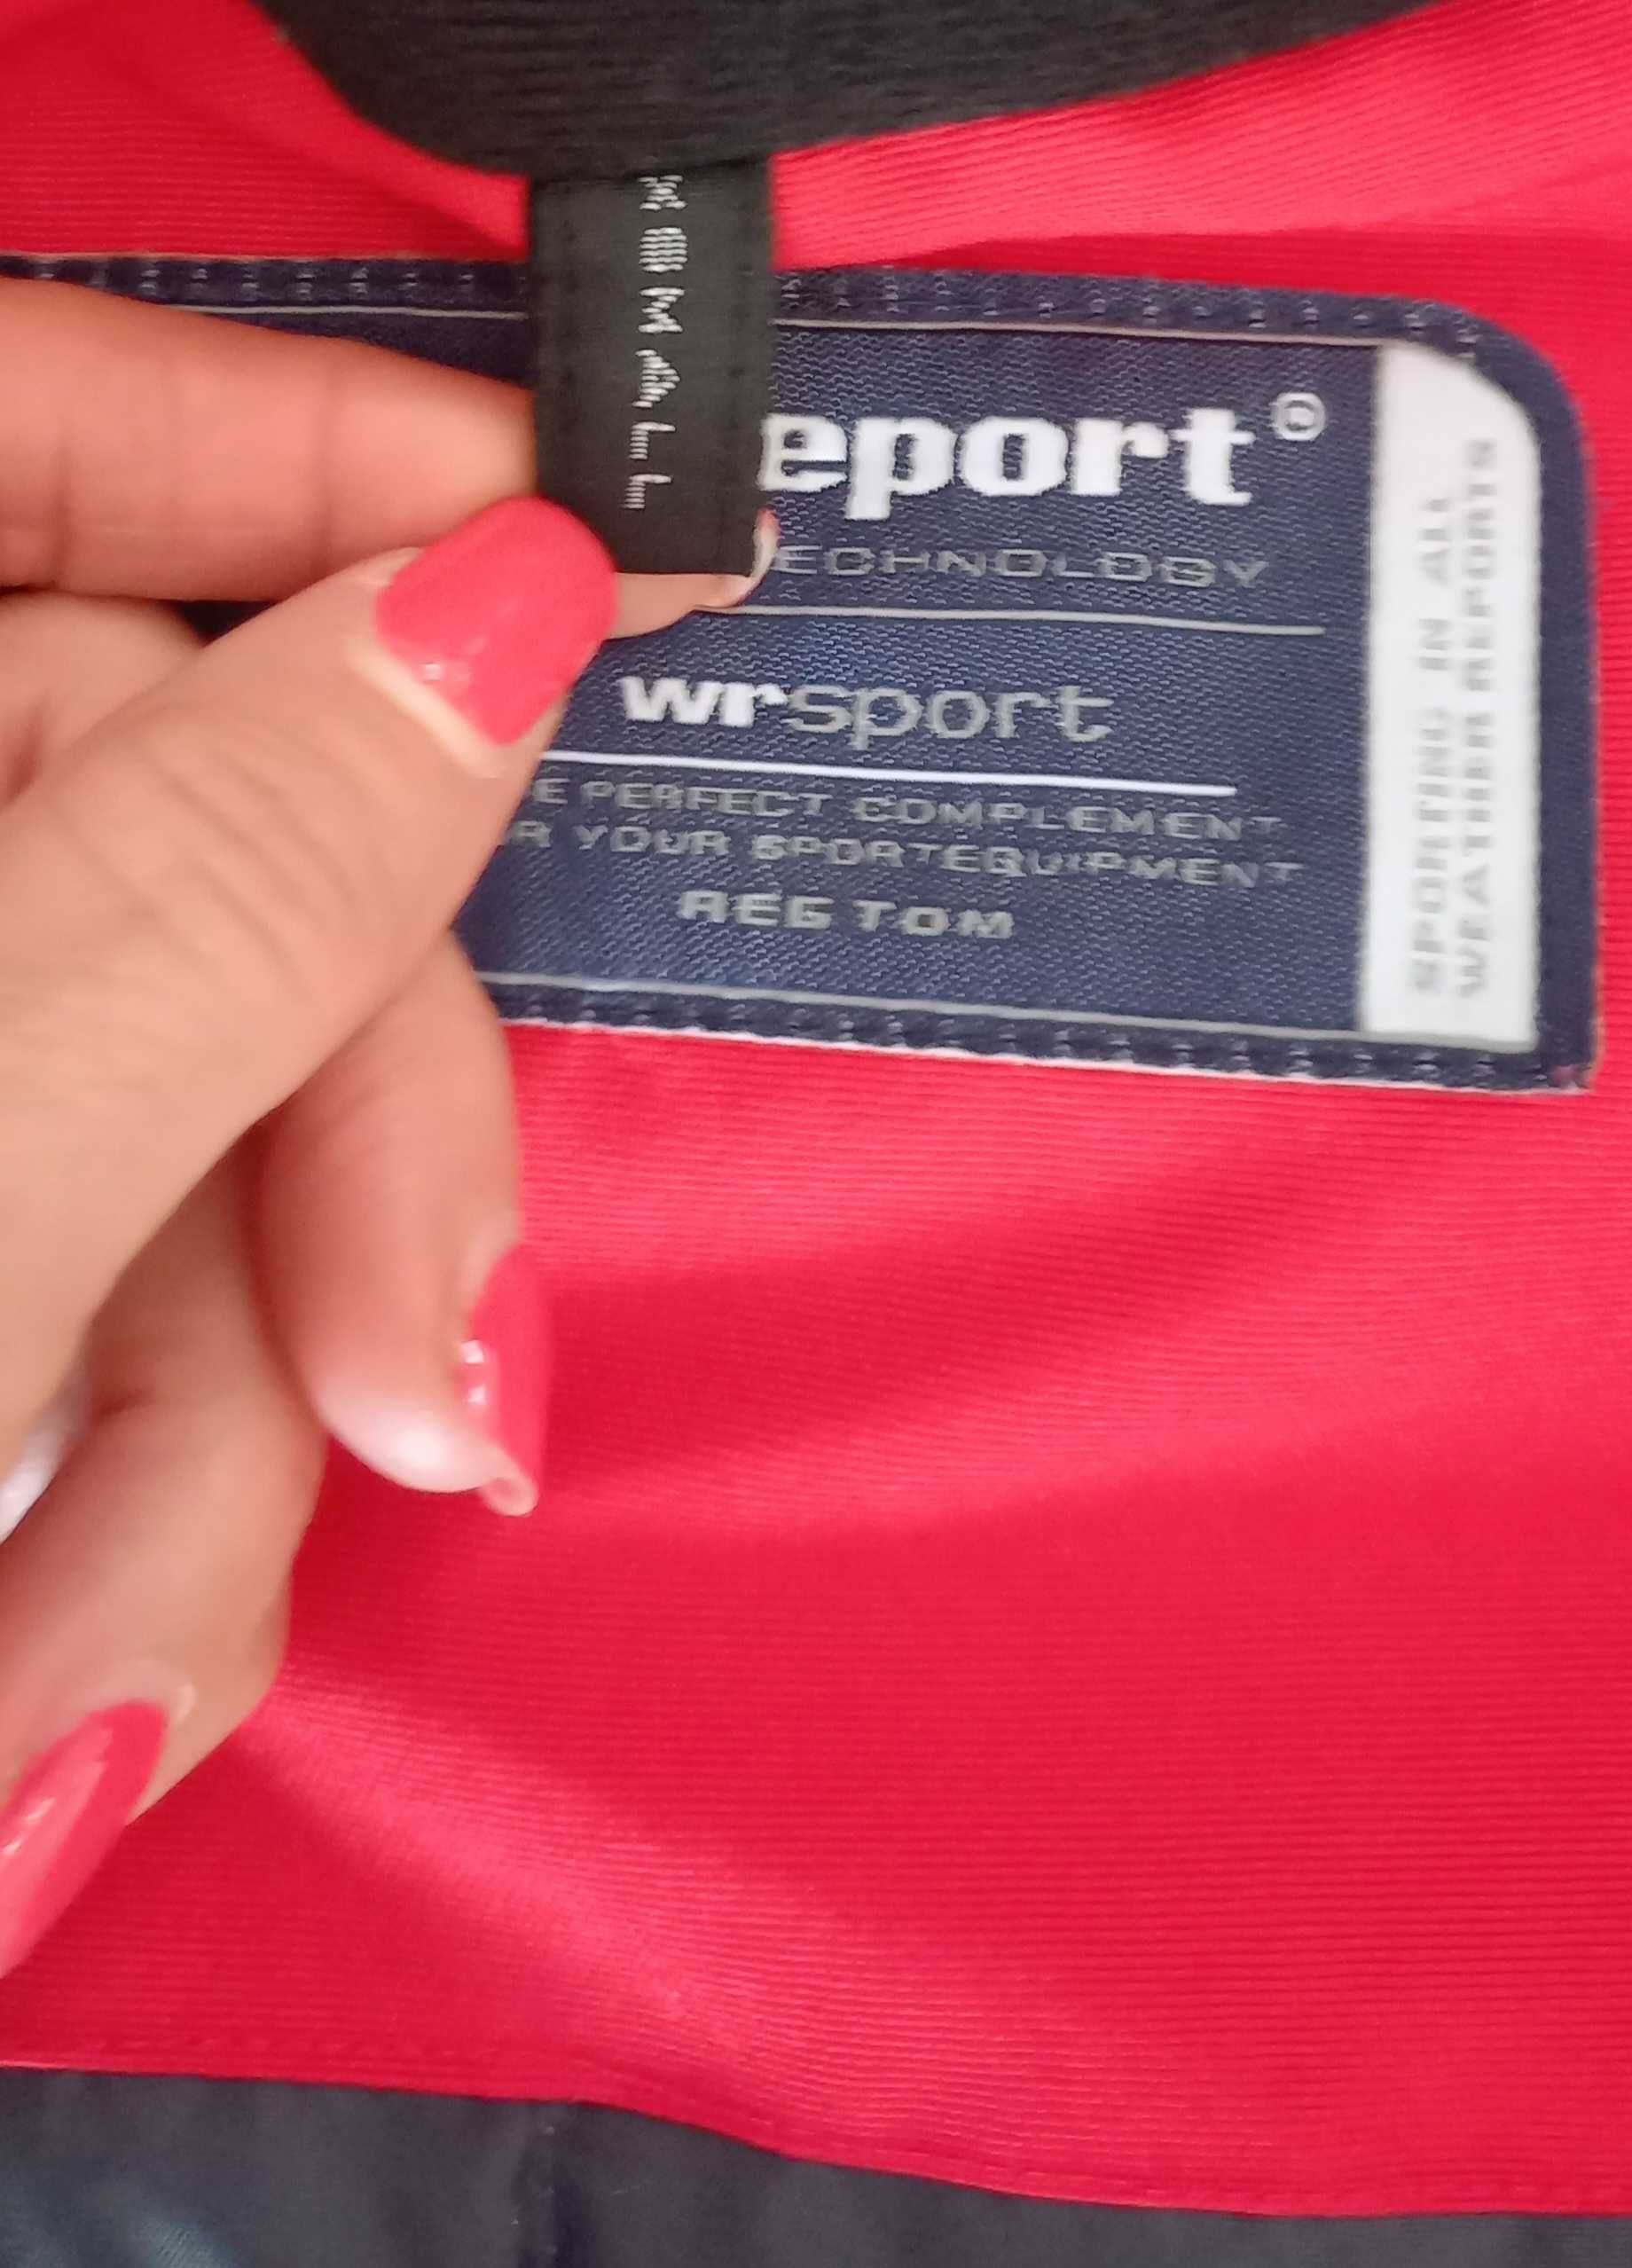 SMALL
eport®
ECHNOLOGY
wrsport
E PERFECT COMPLEMENT
R YOUR SPORTEQUIPMENT
REG TOM
SPORTING IN ALL
WEATHER REPORTS